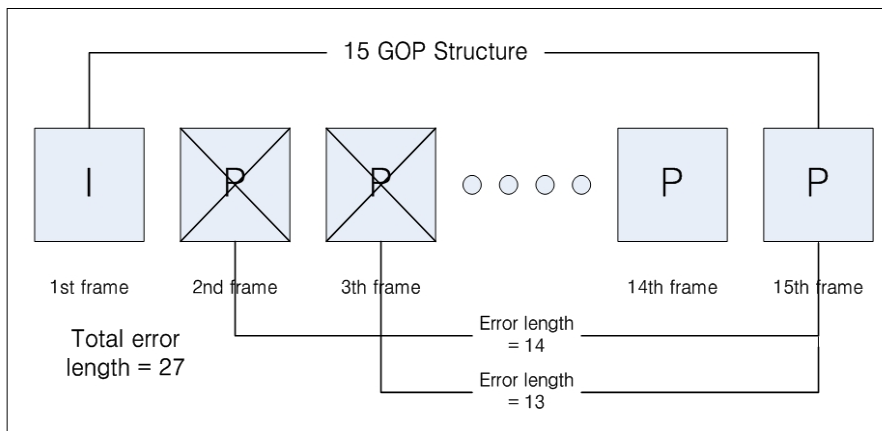 15 GOP Structure
I
P
P
P
P
1st frame
2nd frame
3th frame
14th frame
15th frame
Total error
length = 27
Error length
= 14
Error length
= 13